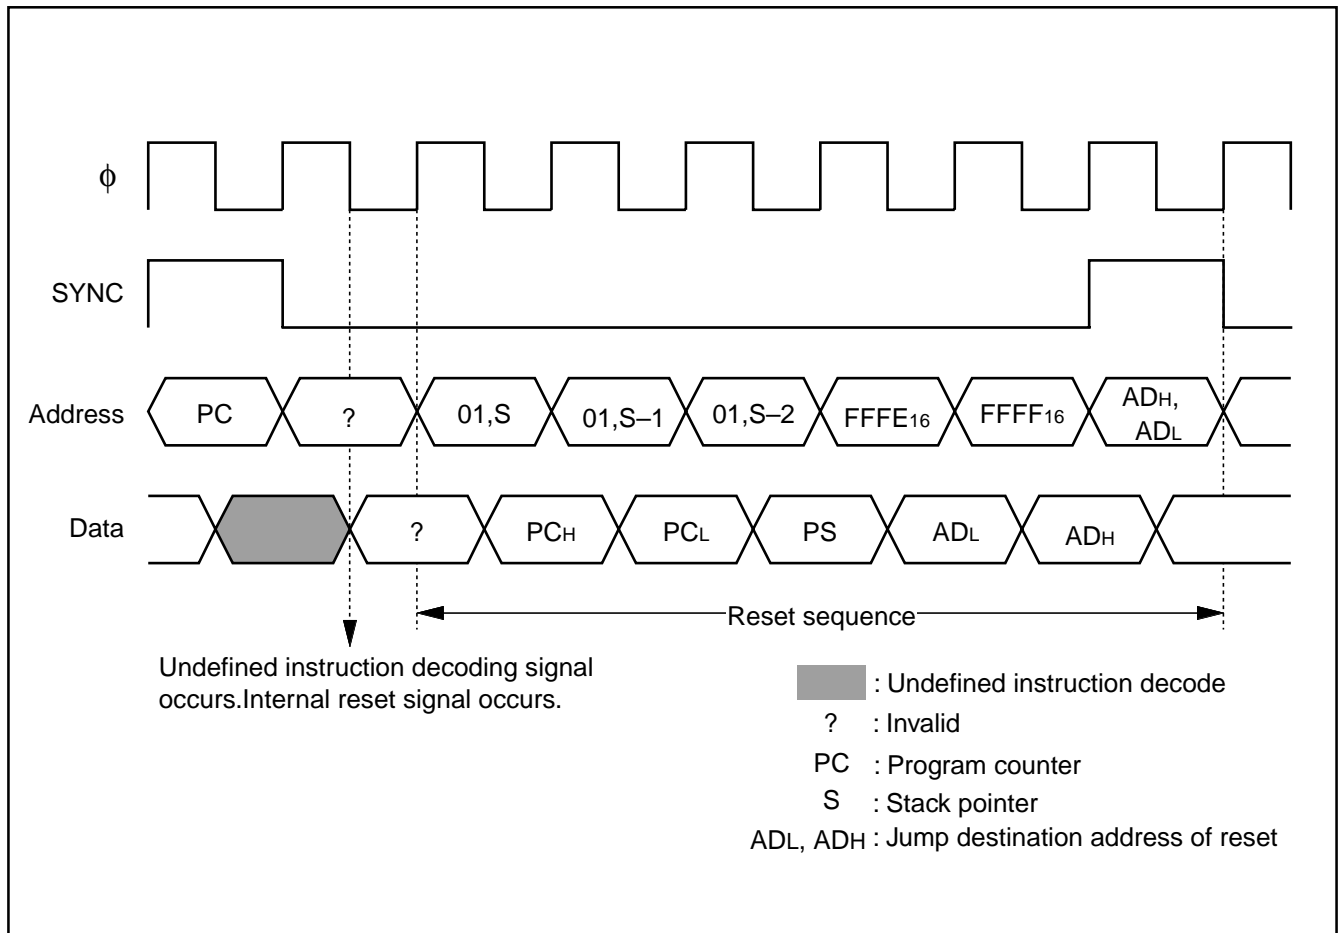 ϕ
SYNC
Address PC ? 01,S 01,S–1 01,S–2 FFFE16 FFFF16 ADH, ADL
Data ? PCH PCL PS ADL ADH
Reset sequence
Undefined instruction decoding signal
occurs.Internal reset signal occurs.
: Undefined instruction decode
? : Invalid
PC : Program counter
S : Stack pointer
ADL, ADH : Jump destination address of reset